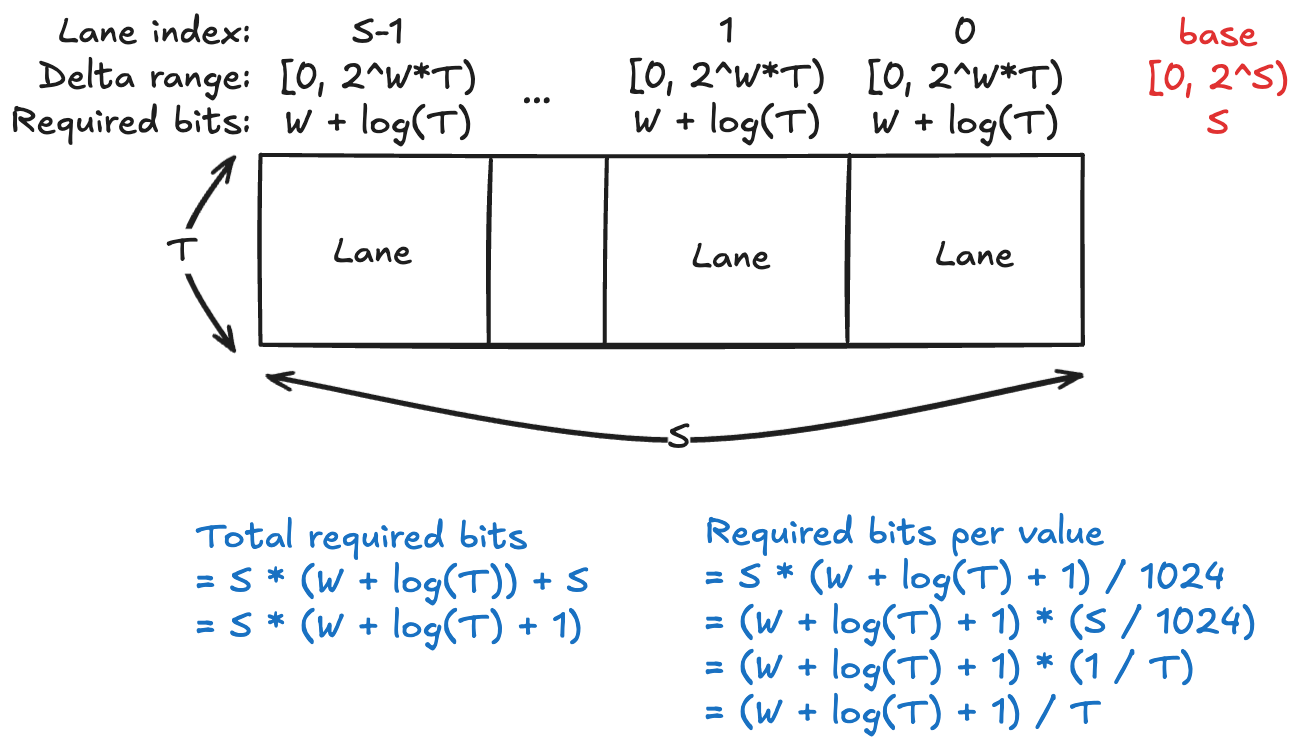 Lane index: S-1 1 0 base
Delta range: [0, 2^W*T) ... [0, 2^W*T) [0, 2^W*T) [0, 2^S)
Required bits: W + log(T) W + log(T) W + log(T) S
T Lane Lane Lane
S
Total required bits
= S * (W + log(T)) + S
= S * (W + log(T) + 1)
Required bits per value
= S * (W + log(T) + 1) / 1024
= (W + log(T) + 1) * (S / 1024)
= (W + log(T) + 1) * (1 / T)
= (W + log(T) + 1) / T